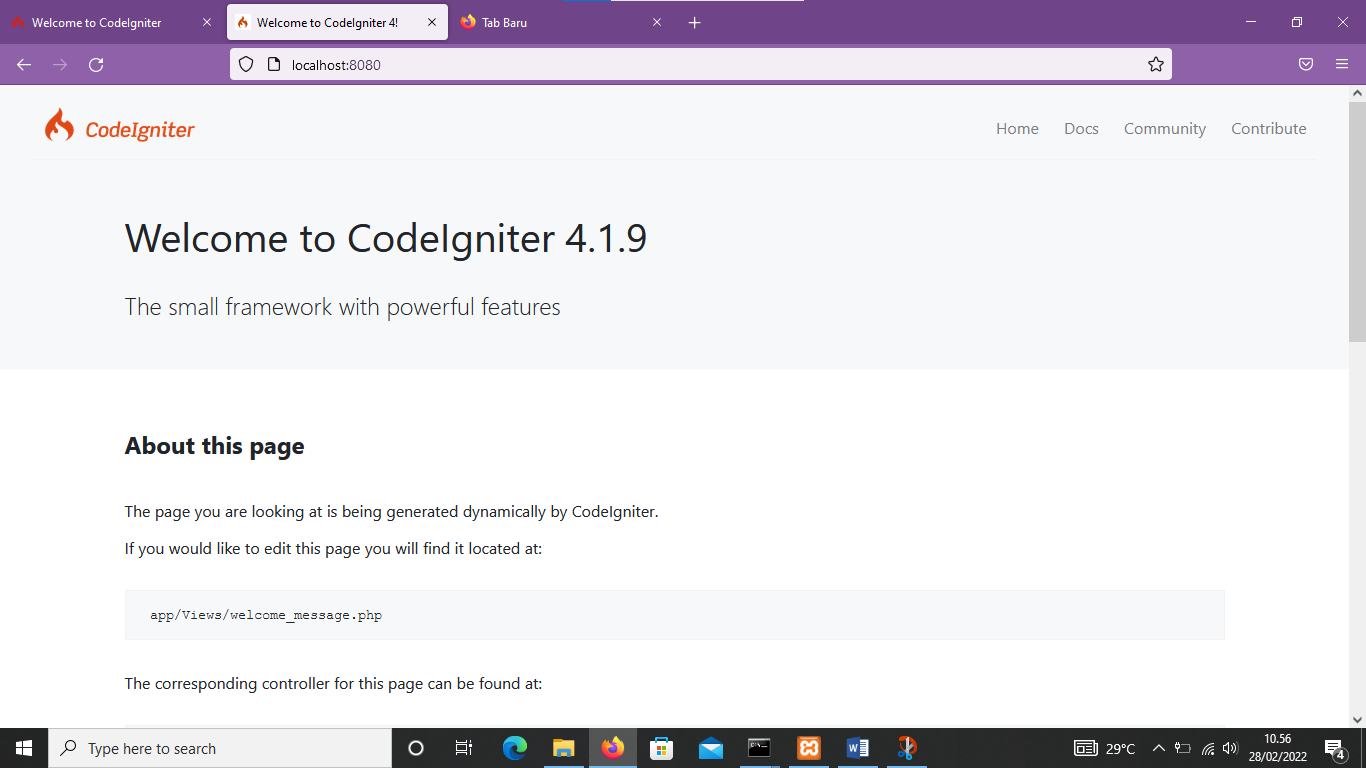 Welcome to CodeIgniter
Welcome to CodeIgniter 4!
Tab Baru
localhost:8080
CodeIgniter
Home Docs Community Contribute
Welcome to CodeIgniter 4.1.9
The small framework with powerful features
About this page
The page you are looking at is being generated dynamically by CodeIgniter.
If you would like to edit this page you will find it located at:
app/Views/welcome_message.php
The corresponding controller for this page can be found at:
Type here to search
29°C
10.56
28/02/2022
4